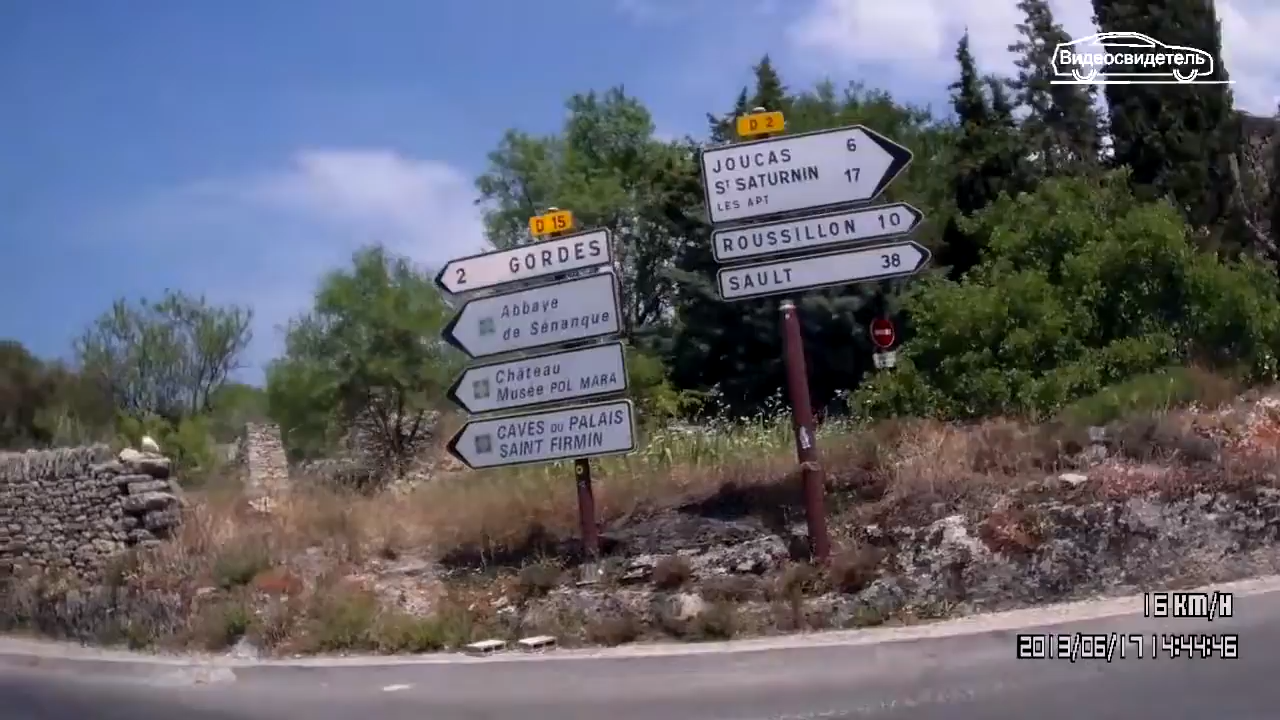 Видеосвидетель
D 2
JOUCAS 6
ST SATURNIN 17
LES APT
ROUSSILLON 10
SAULT 38
D 15
2 GORDES
Abbaye
de Sénanque
Château
Musée POL MARA
CAVES DU PALAIS
SAINT FIRMIN
16 KM/H
2013/06/17 14:44:46